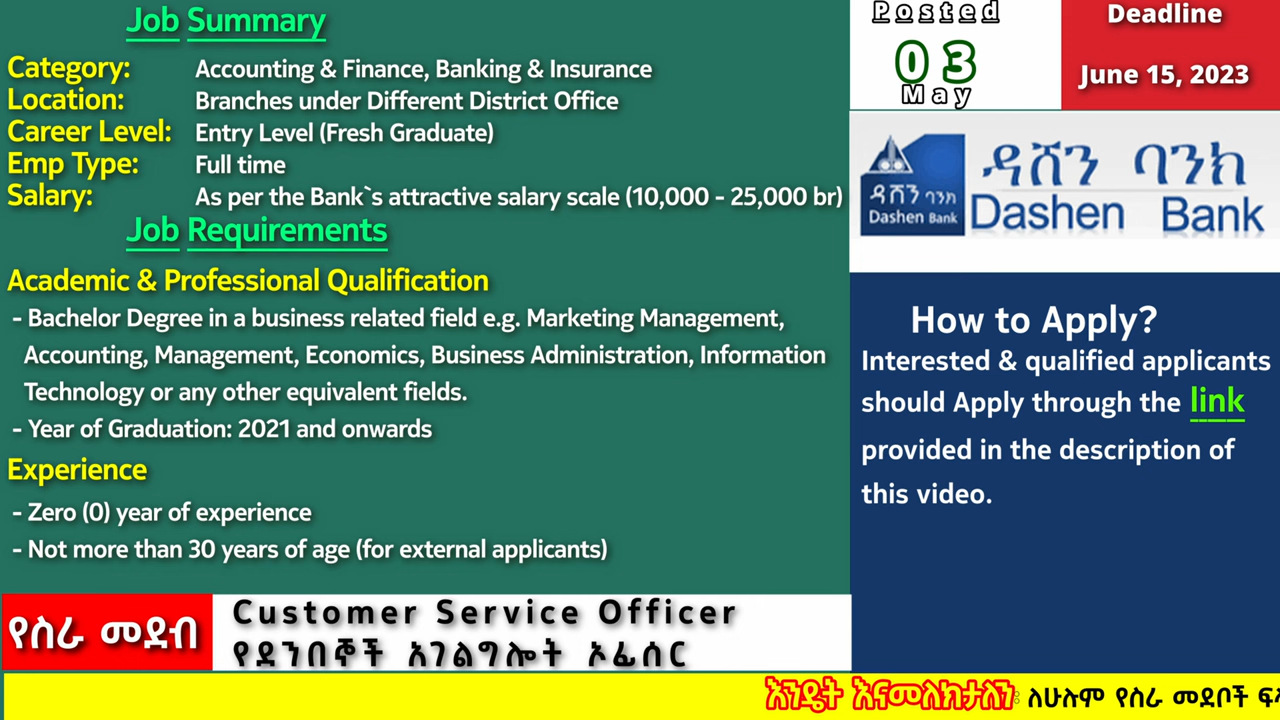 Job Summary
Category: Accounting & Finance, Banking & Insurance
Location: Branches under Different District Office
Career Level: Entry Level (Fresh Graduate)
Emp Type: Full time
Salary: As per the Bank`s attractive salary scale (10,000 - 25,000 br)
Job Requirements
Academic & Professional Qualification
- Bachelor Degree in a business related field e.g. Marketing Management,
Accounting, Management, Economics, Business Administration, Information
Technology or any other equivalent fields.
- Year of Graduation: 2021 and onwards
Experience
- Zero (0) year of experience
- Not more than 30 years of age (for external applicants)
Posted
03
May
Deadline
June 15, 2023
ዳሸን ባንክ
Dashen Bank
ዳሸን ባንክ
Dashen Bank
How to Apply?
Interested & qualified applicants
should Apply through the link
provided in the description of
this video.
የስራ መደብ
Customer Service Officer
የደንበኞች አገልግሎት ኦፊሰር
እንዴት እናመለክታለን፡ ለሁሉም የስራ መደቦች